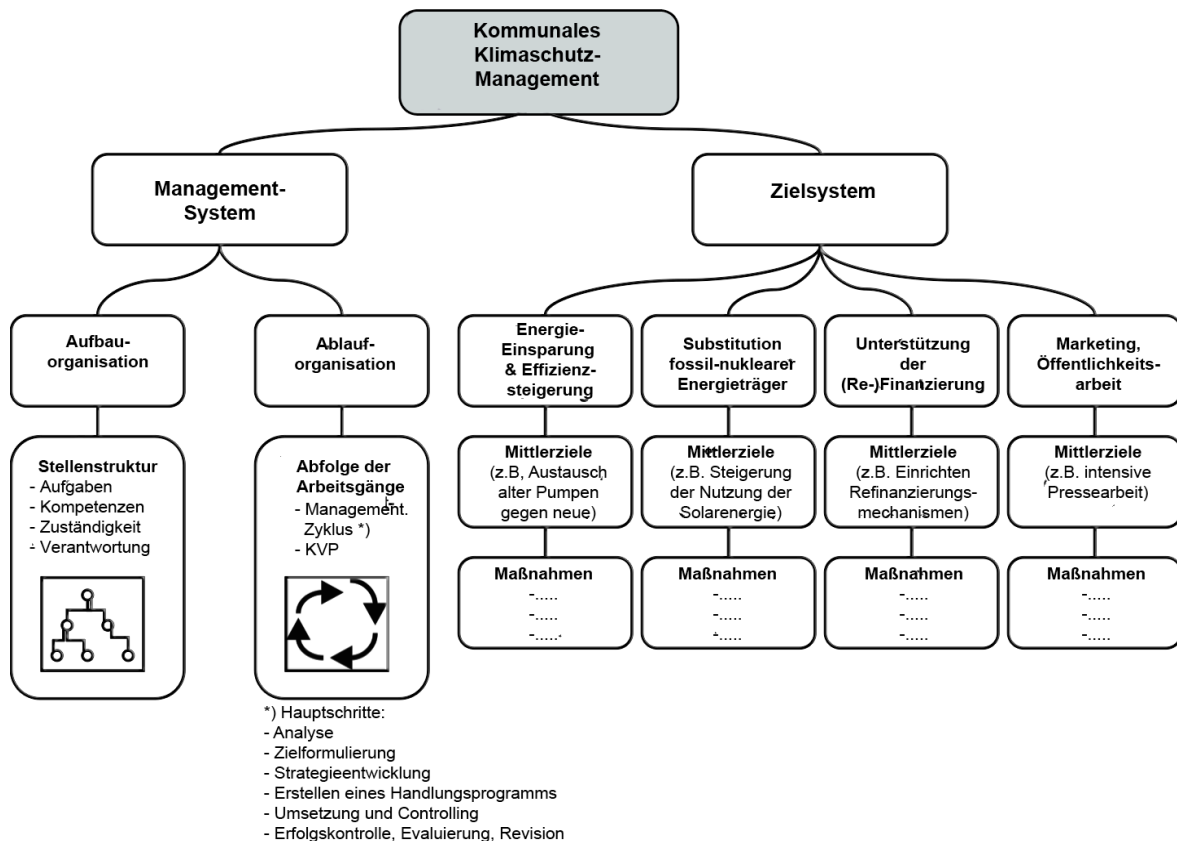 Kommunales
Klimaschutz-
Management
Management-
System
Zielsystem
Aufbau-
organisation
Ablauf-
organisation
Energie-
Einsparung
& Effizienz-
steigerung
Substitution
fossil-nuklearer
Energieträger
Unterstützung
der
(Re-)Finanzierung
Marketing,
Öffentlichkeits-
arbeit
Stellenstruktur
- Aufgaben
- Kompetenzen
- Zuständigkeit
- Verantwortung
Abfolge der
Arbeitsgänge
- Management.
Zyklus *)
- KVP
Mittlerziele
(z.B, Austausch
alter Pumpen
gegen neue)
Mittlerziele
(z.B. Steigerung
der Nutzung der
Solarenergie)
Mittlerziele
(z.B. Einrichten
Refinanzierungs-
mechanismen)
Mittlerziele
(z.B. intensive
Pressearbeit)
Maßnahmen
-.....
-.....
-.....
Maßnahmen
-.....
-.....
-.....
Maßnahmen
-.....
-.....
-.....
Maßnahmen
-.....
-.....
-.....
*) Hauptschritte:
- Analyse
- Zielformulierung
- Strategieentwicklung
- Erstellen eines Handlungsprogramms
- Umsetzung und Controlling
- Erfolgskontrolle, Evaluierung, Revision